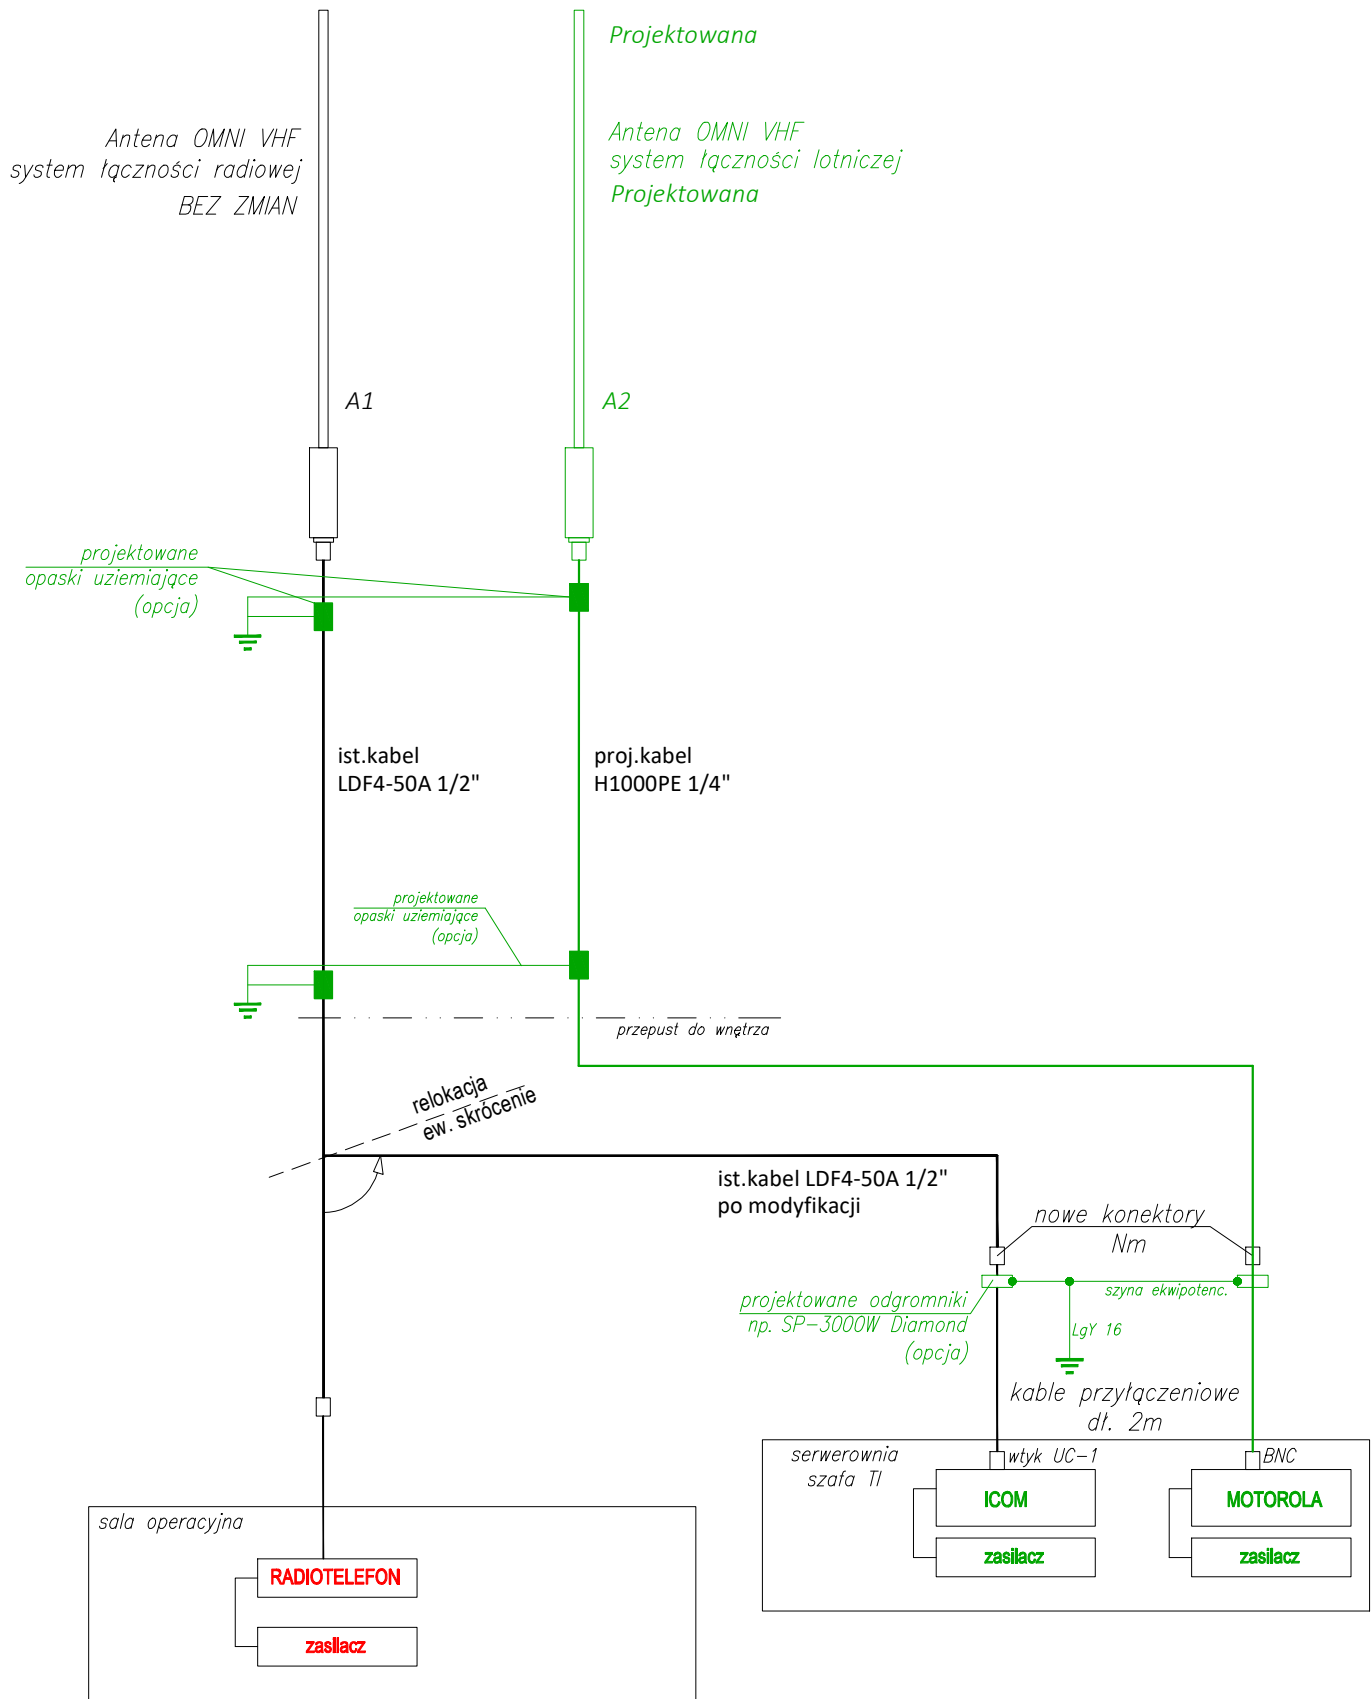 Projektowana
Antena OMNI VHF
system łączności radiowej
BEZ ZMIAN
Antena OMNI VHF
system łączności lotniczej
Projektowana
A1
A2
projektowane
opaski uziemiające
(opcja)
ist.kabel
LDF4-50A 1/2"
proj.kabel
H1000PE 1/4"
projektowane
opaski uziemiające
(opcja)
przepust do wnętrza
relokacja
ew. skrócenie
ist.kabel LDF4-50A 1/2"
po modyfikacji
nowe konektory
Nm
projektowane odgromniki
np. SP-3000W Diamond
(opcja)
szyna ekwipotenc.
LgY 16
kable przyłączeniowe
dł. 2m
serwerownia
szafa TI
wtyk UC-1
BNC
ICOM
MOTOROLA
zasilacz
zasilacz
sala operacyjna
RADIOTELEFON
zasilacz